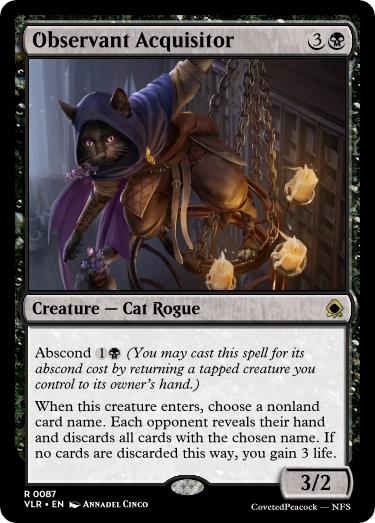 Observant Acquisitor 3
Creature — Cat Rogue
Abscond 1 (You may cast this spell for its
abscond cost by returning a tapped creature you
control to its owner's hand.)
When this creature enters, choose a nonland
card name. Each opponent reveals their hand
and discards all cards with the chosen name. If
no cards are discarded this way, you gain 3 life.
3/2
R 0087
VLR • EN ANNADEL CINCO
COVETEDPEACOCK — NFS